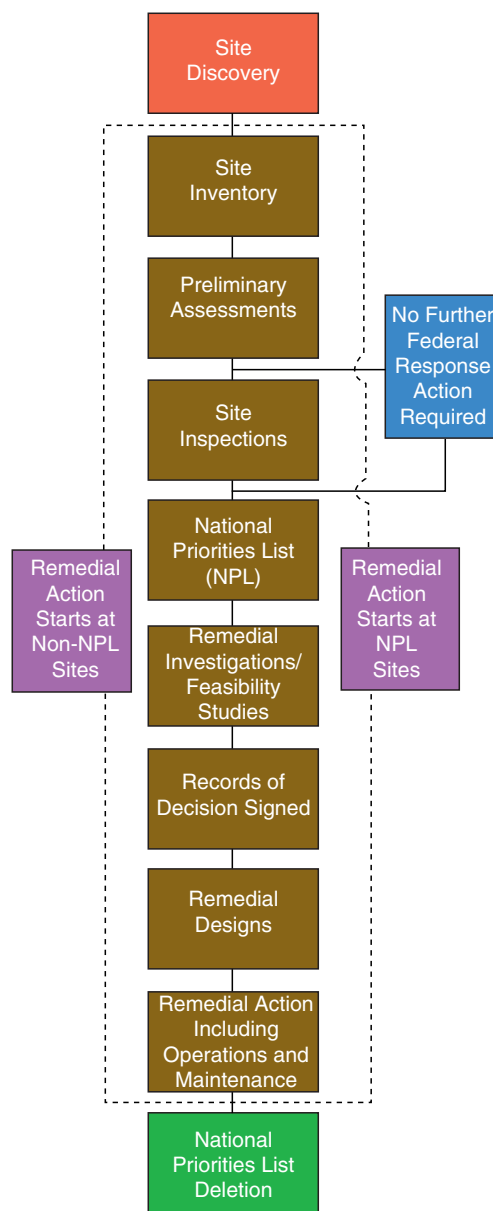 Site
Discovery
Site
Inventory
Preliminary
Assessments
No Further
Federal
Response
Action
Required
Site
Inspections
National
Priorities List
(NPL)
Remedial
Action
Starts at
Non-NPL
Sites
Remedial
Action
Starts at
NPL
Sites
Remedial
Investigations/
Feasibility
Studies
Records of
Decision Signed
Remedial
Designs
Remedial Action
Including
Operations and
Maintenance
National
Priorities List
Deletion